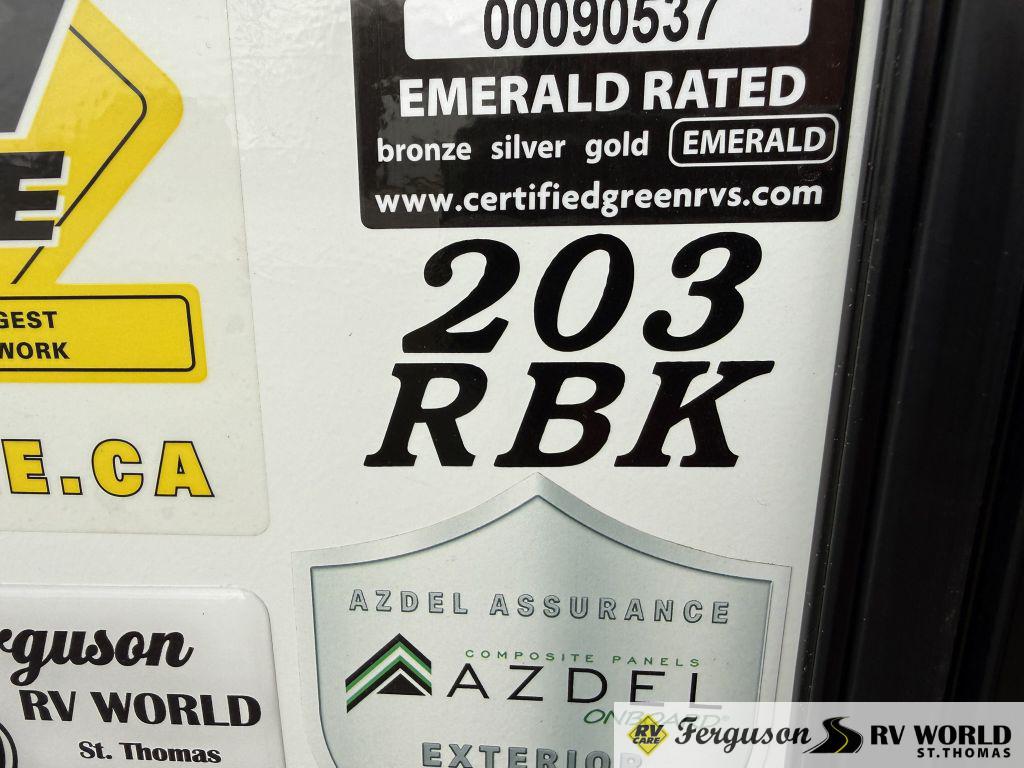 00090537
EMERALD RATED
bronze silver gold EMERALD
www.certifiedgreenrvs.com
203
RBK
E
GEST
WORK
E.CA
erguson
RV WORLD
St. Thomas
AZDEL ASSURANCE
COMPOSITE PANELS
AZDEL
ONBOARD®
EXTERIOR
RV CARE
Ferguson RV WORLD
ST. THOMAS